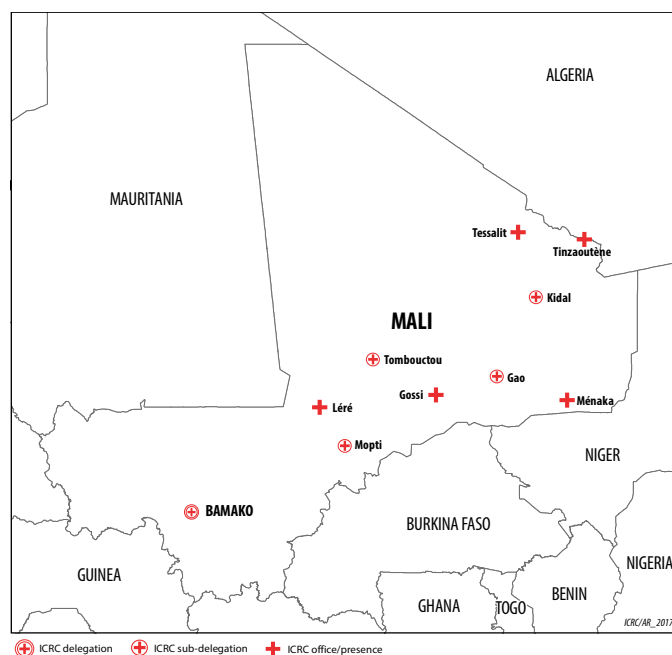 ALGERIA
MAURITANIA
Tessalit
Tinzaoutène
Kidal
MALI
Tombouctou
Gao
Gossi
Ménaka
Léré
Mopti
NIGER
BAMAKO
BURKINA FASO
NIGERIA
GUINEA
BENIN
GHANA
TOGO
ICRC/AR_2017
ICRC delegation
ICRC sub-delegation
ICRC office/presence